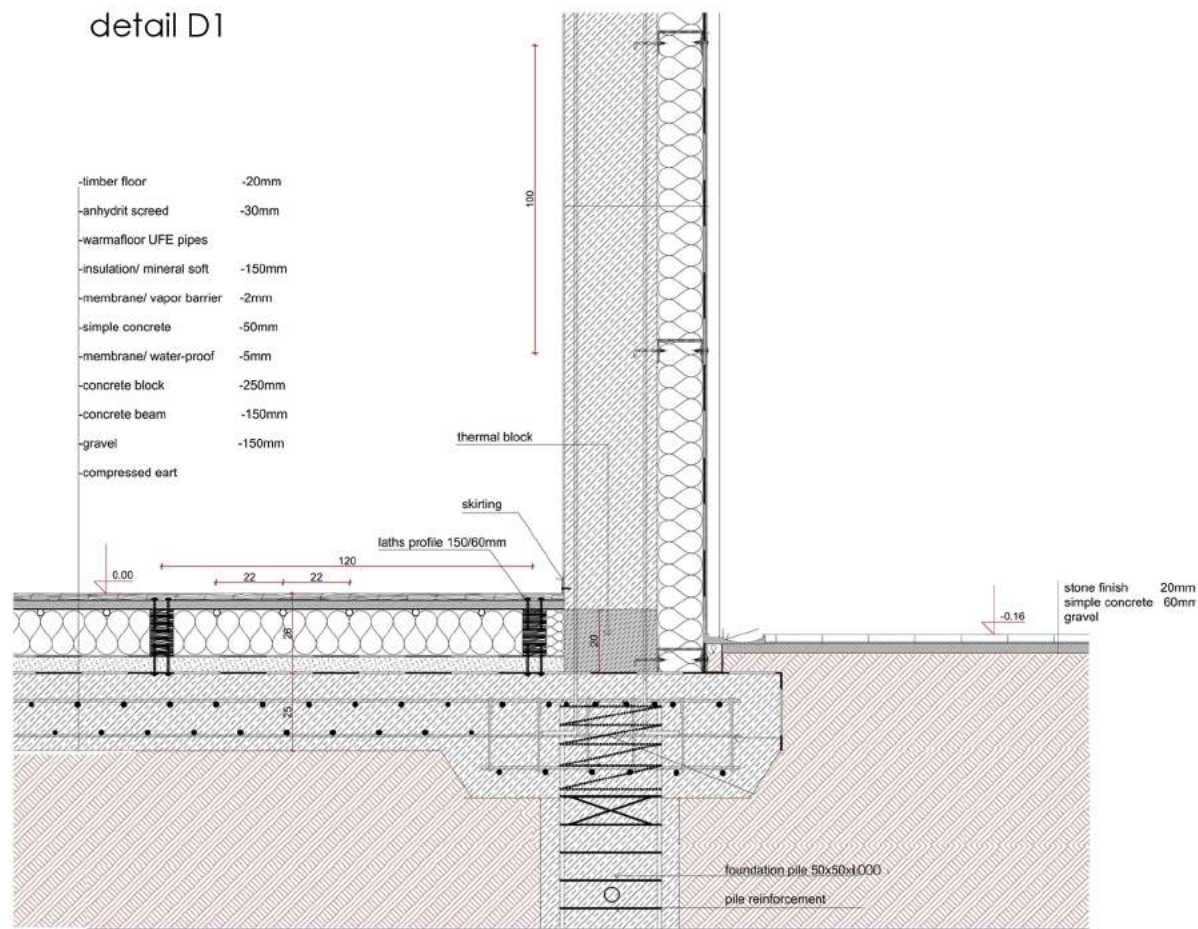 detail D1
-timber floor -20mm
-anhydrit screed -30mm
-warmafloor UFE pipes
-insulation/ mineral soft -150mm
-membrane/ vapor barrier -2mm
-simple concrete -50mm
-membrane/ water-proof -5mm
-concrete block -250mm
-concrete beam -150mm
-gravel -150mm
-compressed eart
100
thermal block
skirting
laths profile 150/60mm
120
0.00
22 22
26
20
25
-0.16
stone finish 20mm
simple concrete 60mm
gravel
foundation pile 50x50x1,000
pile reinforcement